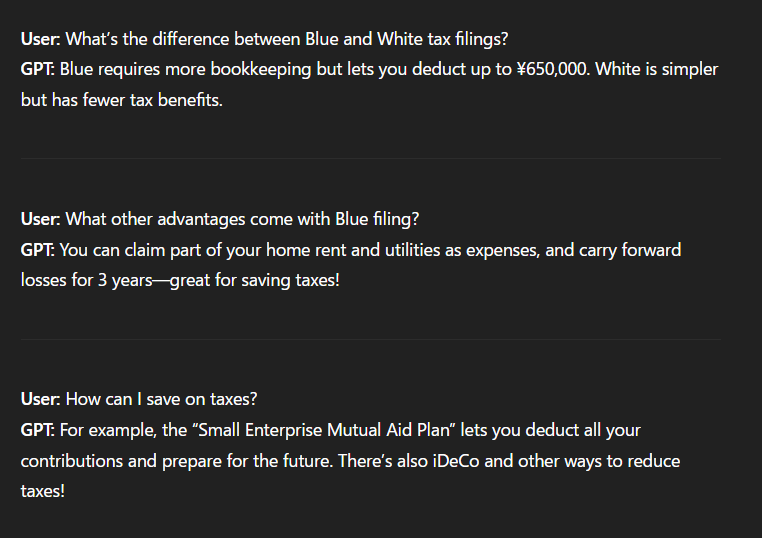 User: What’s the difference between Blue and White tax filings?
GPT: Blue requires more bookkeeping but lets you deduct up to ¥650,000. White is simpler
but has fewer tax benefits.
User: What other advantages come with Blue filing?
GPT: You can claim part of your home rent and utilities as expenses, and carry forward
losses for 3 years—great for saving taxes!
User: How can I save on taxes?
GPT: For example, the “Small Enterprise Mutual Aid Plan” lets you deduct all your
contributions and prepare for the future. There’s also iDeCo and other ways to reduce
taxes!